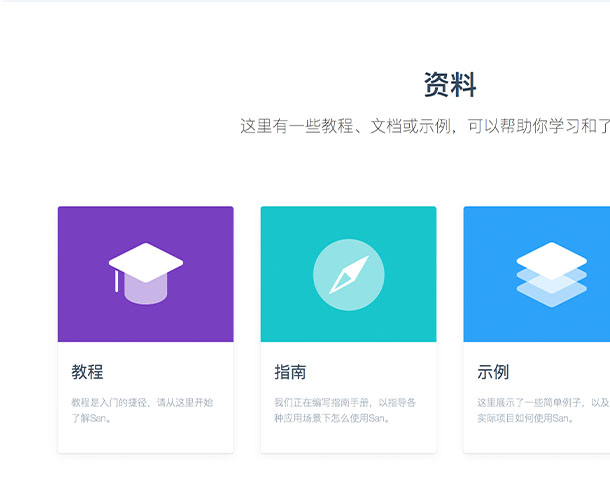 资料
这里有一些教程、文档或示例，可以帮助你学习和了
教程
教程是入门的捷径，请从这里开始
了解San。
指南
我们正在编写指南手册，以指导各
种应用场景下怎么使用San。
示例
这里展示了一些简单例子，以及
实际项目如何使用San。